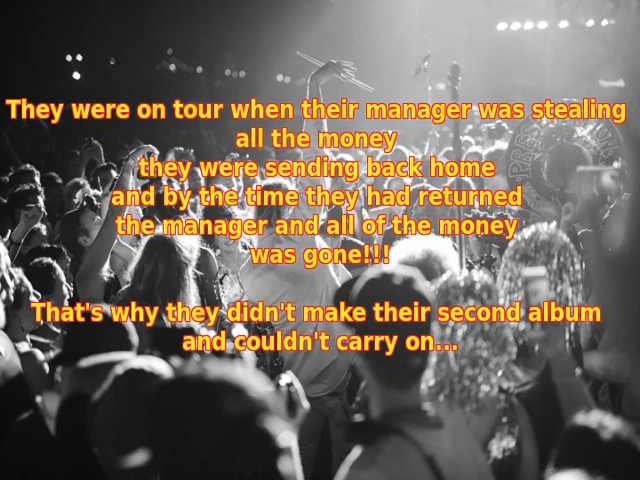 They were on tour when their manager was stealing
all the money
they were sending back home
and by the time they had returned
the manager and all of the money
was gone!!!
That's why they didn't make their second album
and couldn't carry on...